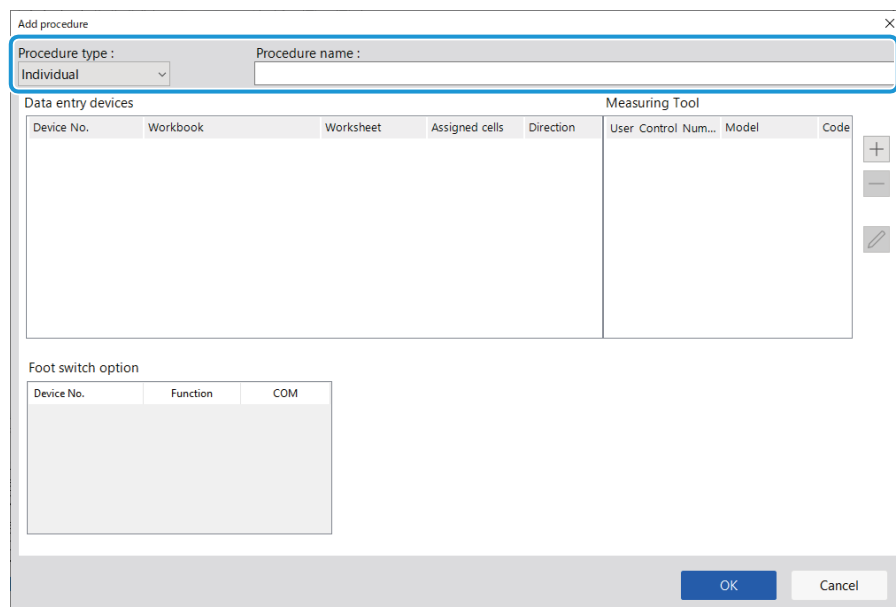 Add procedure
Procedure type :
Procedure name :
Individual
Data entry devices
Measuring Tool
Device No. Workbook Worksheet Assigned cells Direction User Control Num... Model Code
Foot switch option
Device No. Function COM
OK Cancel